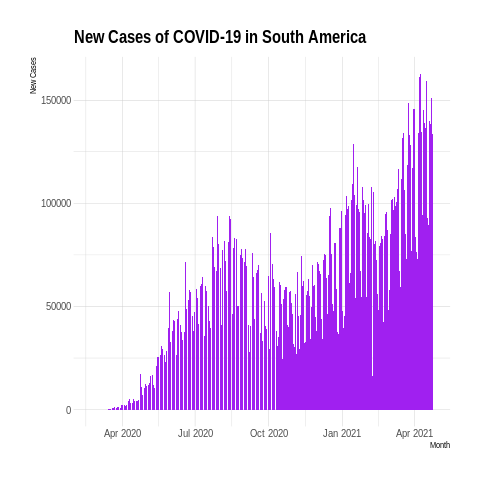 New Cases of COVID-19 in South America
New Cases
150000
100000
50000
0
Apr 2020 Jul 2020 Oct 2020 Jan 2021 Apr 2021
Month